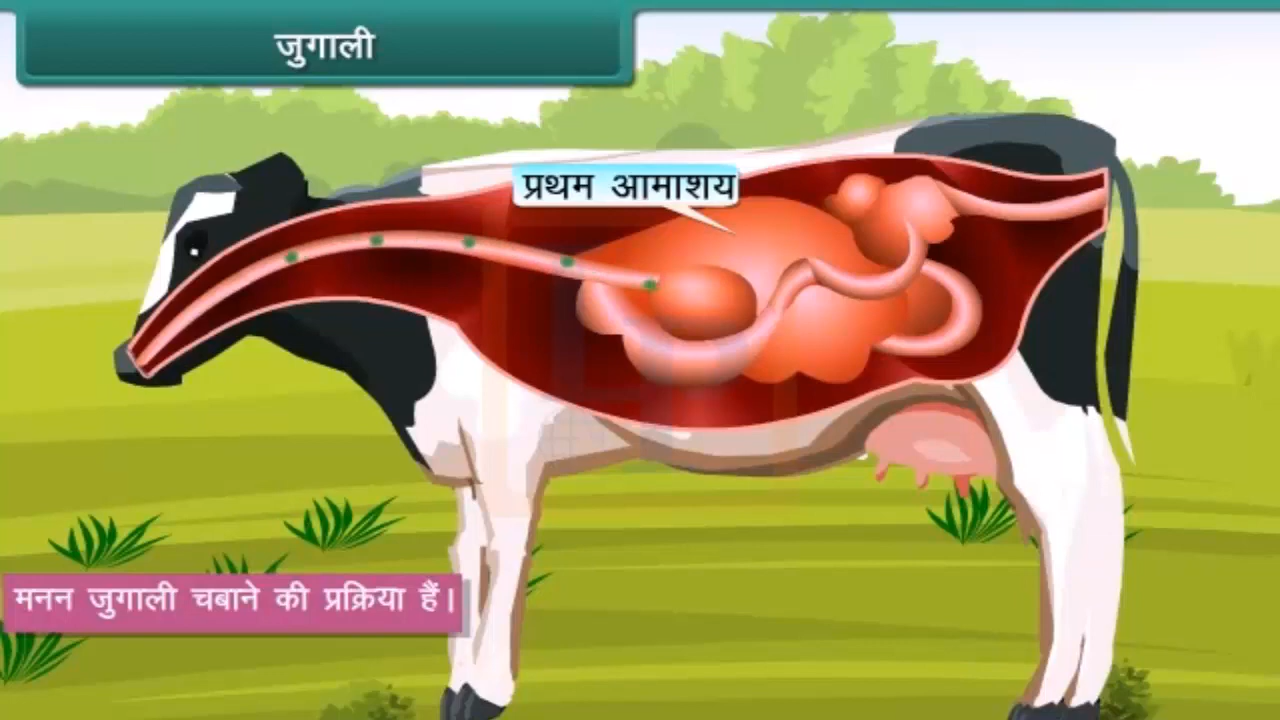 जुगाली
प्रथम आमाशय
मनन जुगाली चबाने की प्रक्रिया हैं।